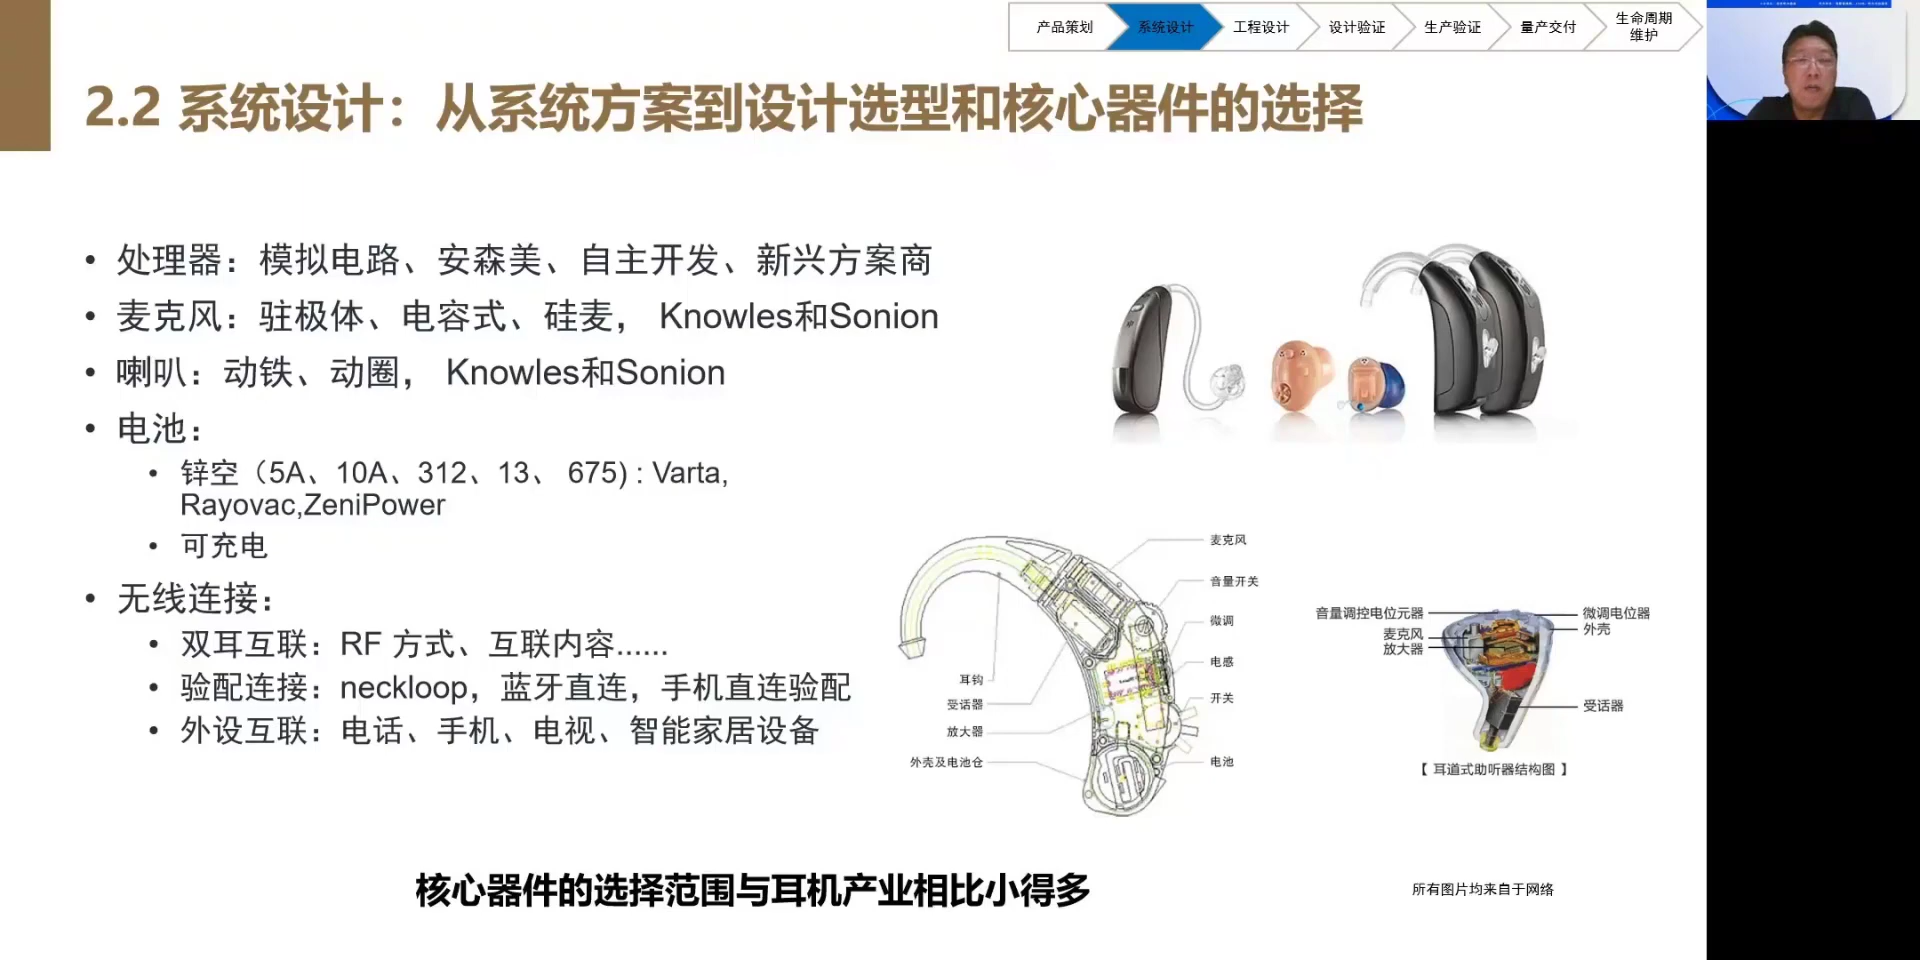 产品策划
系统设计
工程设计
设计验证
生产验证
量产交付
生命周期
维护
2.2 系统设计：从系统方案到设计选型和核心器件的选择
• 处理器：模拟电路、安森美、自主开发、新兴方案商
• 麦克风：驻极体、电容式、硅麦， Knowles和Sonion
• 喇叭：动铁、动圈， Knowles和Sonion
• 电池：
• 锌空（5A、10A、312、13、 675) : Varta,
Rayovac,ZeniPower
• 可充电
• 无线连接：
• 双耳互联：RF 方式、互联内容......
• 验配连接：neckloop，蓝牙直连，手机直连验配
• 外设互联：电话、手机、电视、智能家居设备
麦克风
音量开关
微调
电感
开关
电池
耳钩
受话器
放大器
外壳及电池仓
音量调控电位元器
麦克风
放大器
微调电位器
外壳
受话器
【 耳道式助听器结构图 】
核心器件的选择范围与耳机产业相比小得多
所有图片均来自于网络